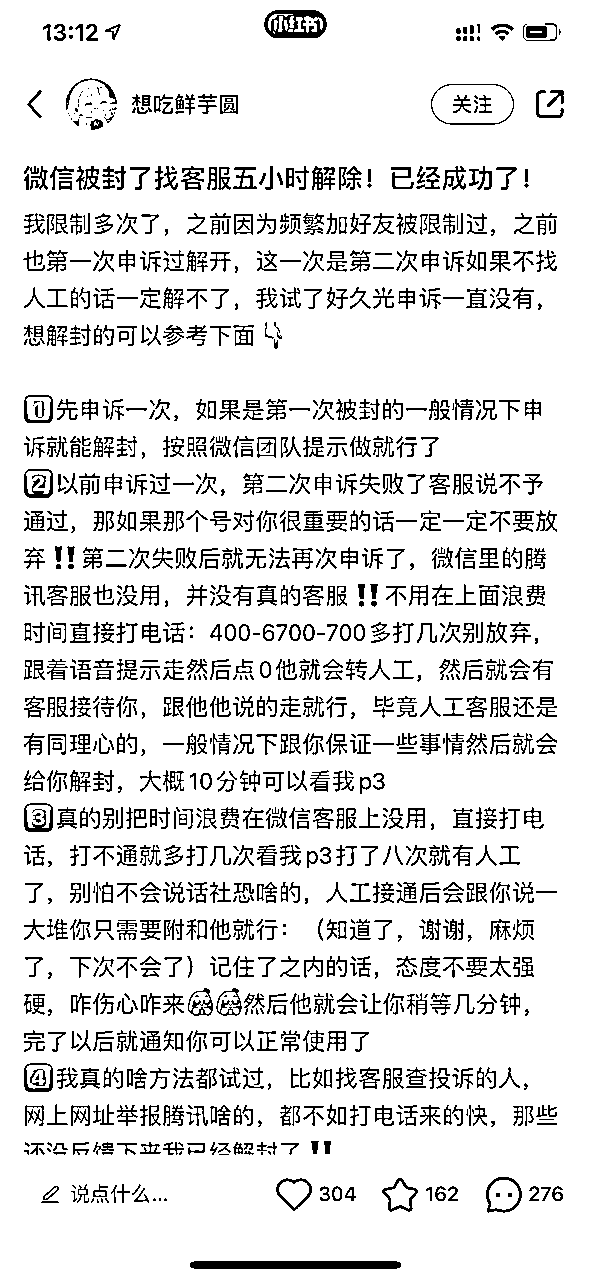 13:12
小红书
想吃鲜芋圆
关注
微信被封了找客服五小时解除！已经成功了！
我限制多次了，之前因为频繁加好友被限制过，之前
也第一次申诉过解开，这一次是第二次申诉如果不找
人工的话一定解不了，我试了好久光申诉一直没有，
想解封的可以参考下面👇
1️⃣先申诉一次，如果是第一次被封的一般情况下申
诉就能解封，按照微信团队提示做就行了
2️⃣以前申诉过一次，第二次申诉失败了客服说不予
通过，那如果那个号对你很重要的话一定一定不要放
弃‼️第二次失败后就无法再次申诉了，微信里的腾
讯客服也没用，并没有真的客服‼️不用在上面浪费
时间直接打电话：400-6700-700多打几次别放弃，
跟着语音提示走然后点0他就会转人工，然后就会有
客服接待你，跟他他说的走就行，毕竟人工客服还是
有同理心的，一般情况下跟你保证一些事情然后就会
给你解封，大概10分钟可以看我p3
3️⃣真的别把时间浪费在微信客服上没用，直接打电
话，打不通就多打几次看我p3打了八次就有人工
了，别怕不会说话社恐啥的，人工接通后会跟你说一
大堆你只需要附和他就行：（知道了，谢谢，麻烦
了，下次不会了）记住了之内的话，态度不要太强
硬，咋伤心咋来然后他就会让你稍等几分钟，
完了以后就通知你可以正常使用了
4️⃣我真的啥方法都试过，比如找客服查投诉的人，
网上网址举报腾讯啥的，都不如打电话来的快，那些
还没反馈下来我已经解封了‼️
说点什么...
304
162
276